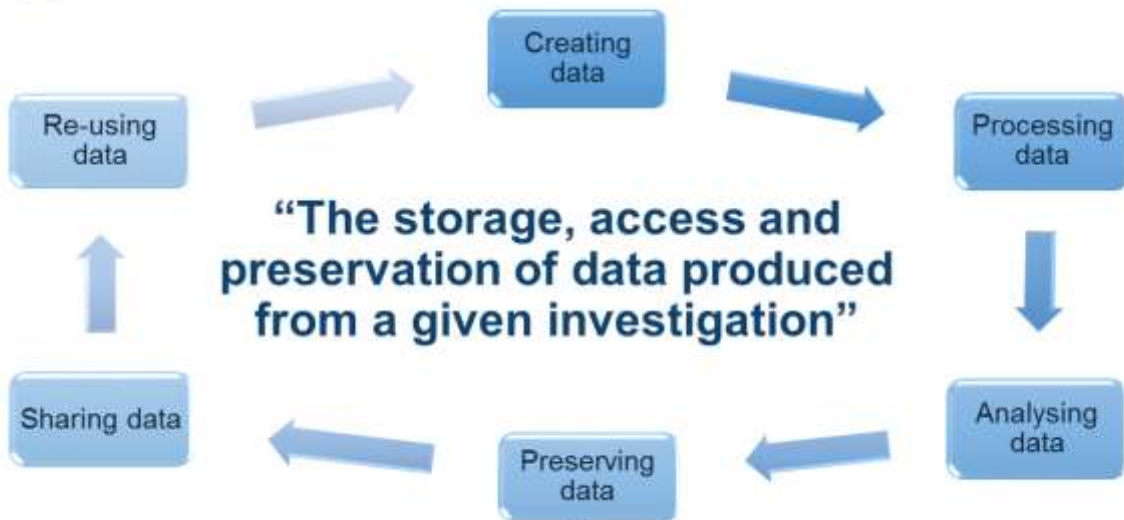 Creating
data
Processing
data
Analysing
data
Preserving
data
Sharing data
Re-using
data
“The storage, access and
preservation of data produced
from a given investigation”